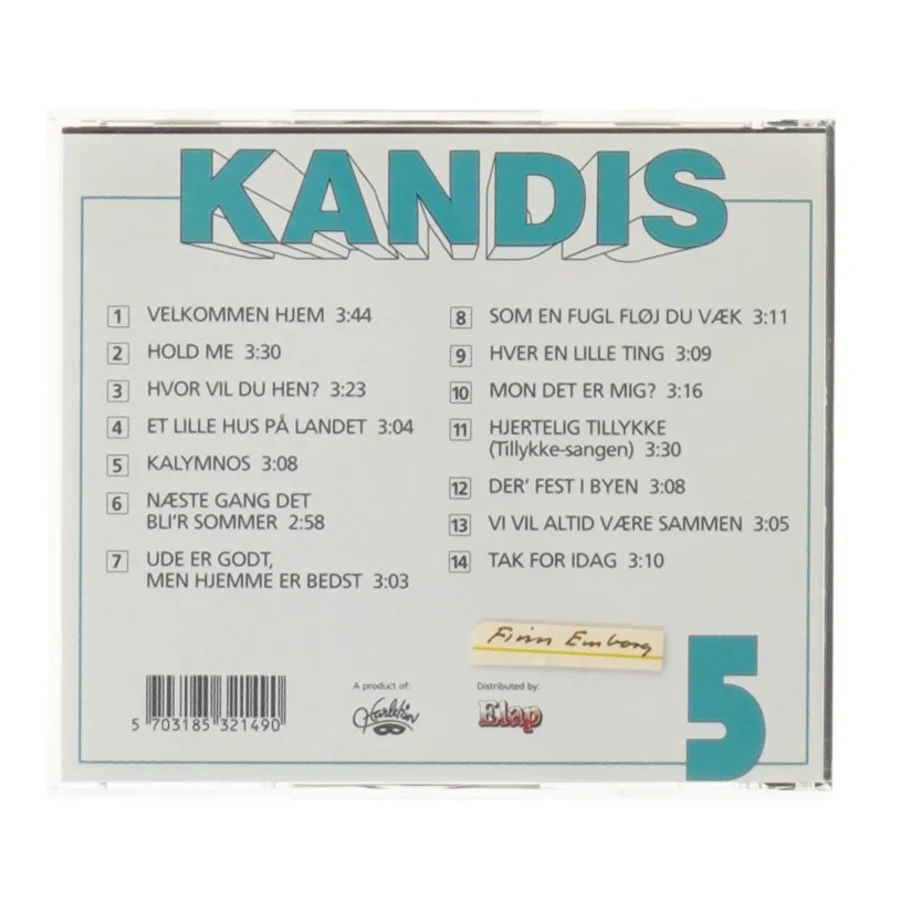 KANDIS
1 VELKOMMEN HJEM 3:44
2 HOLD ME 3:30
3 HVOR VIL DU HEN? 3:23
4 ET LILLE HUS PÅ LANDET 3:04
5 KALYMNOS 3:08
6 NÆSTE GANG DET
BLI'R SOMMER 2:58
7 UDE ER GODT,
MEN HJEMME ER BEDST 3:03
8 SOM EN FUGL FLØJ DU VÆK 3:11
9 HVER EN LILLE TING 3:09
10 MON DET ER MIG? 3:16
11 HJERTELIG TILLYKKE
(Tillykke-sangen) 3:30
12 DER' FEST I BYEN 3:08
13 VI VIL ALTID VÆRE SAMMEN 3:05
14 TAK FOR IDAG 3:10
Finn Emborg
5 703185 321490
A product of:
Harlekin
Distributed by:
Elap
5